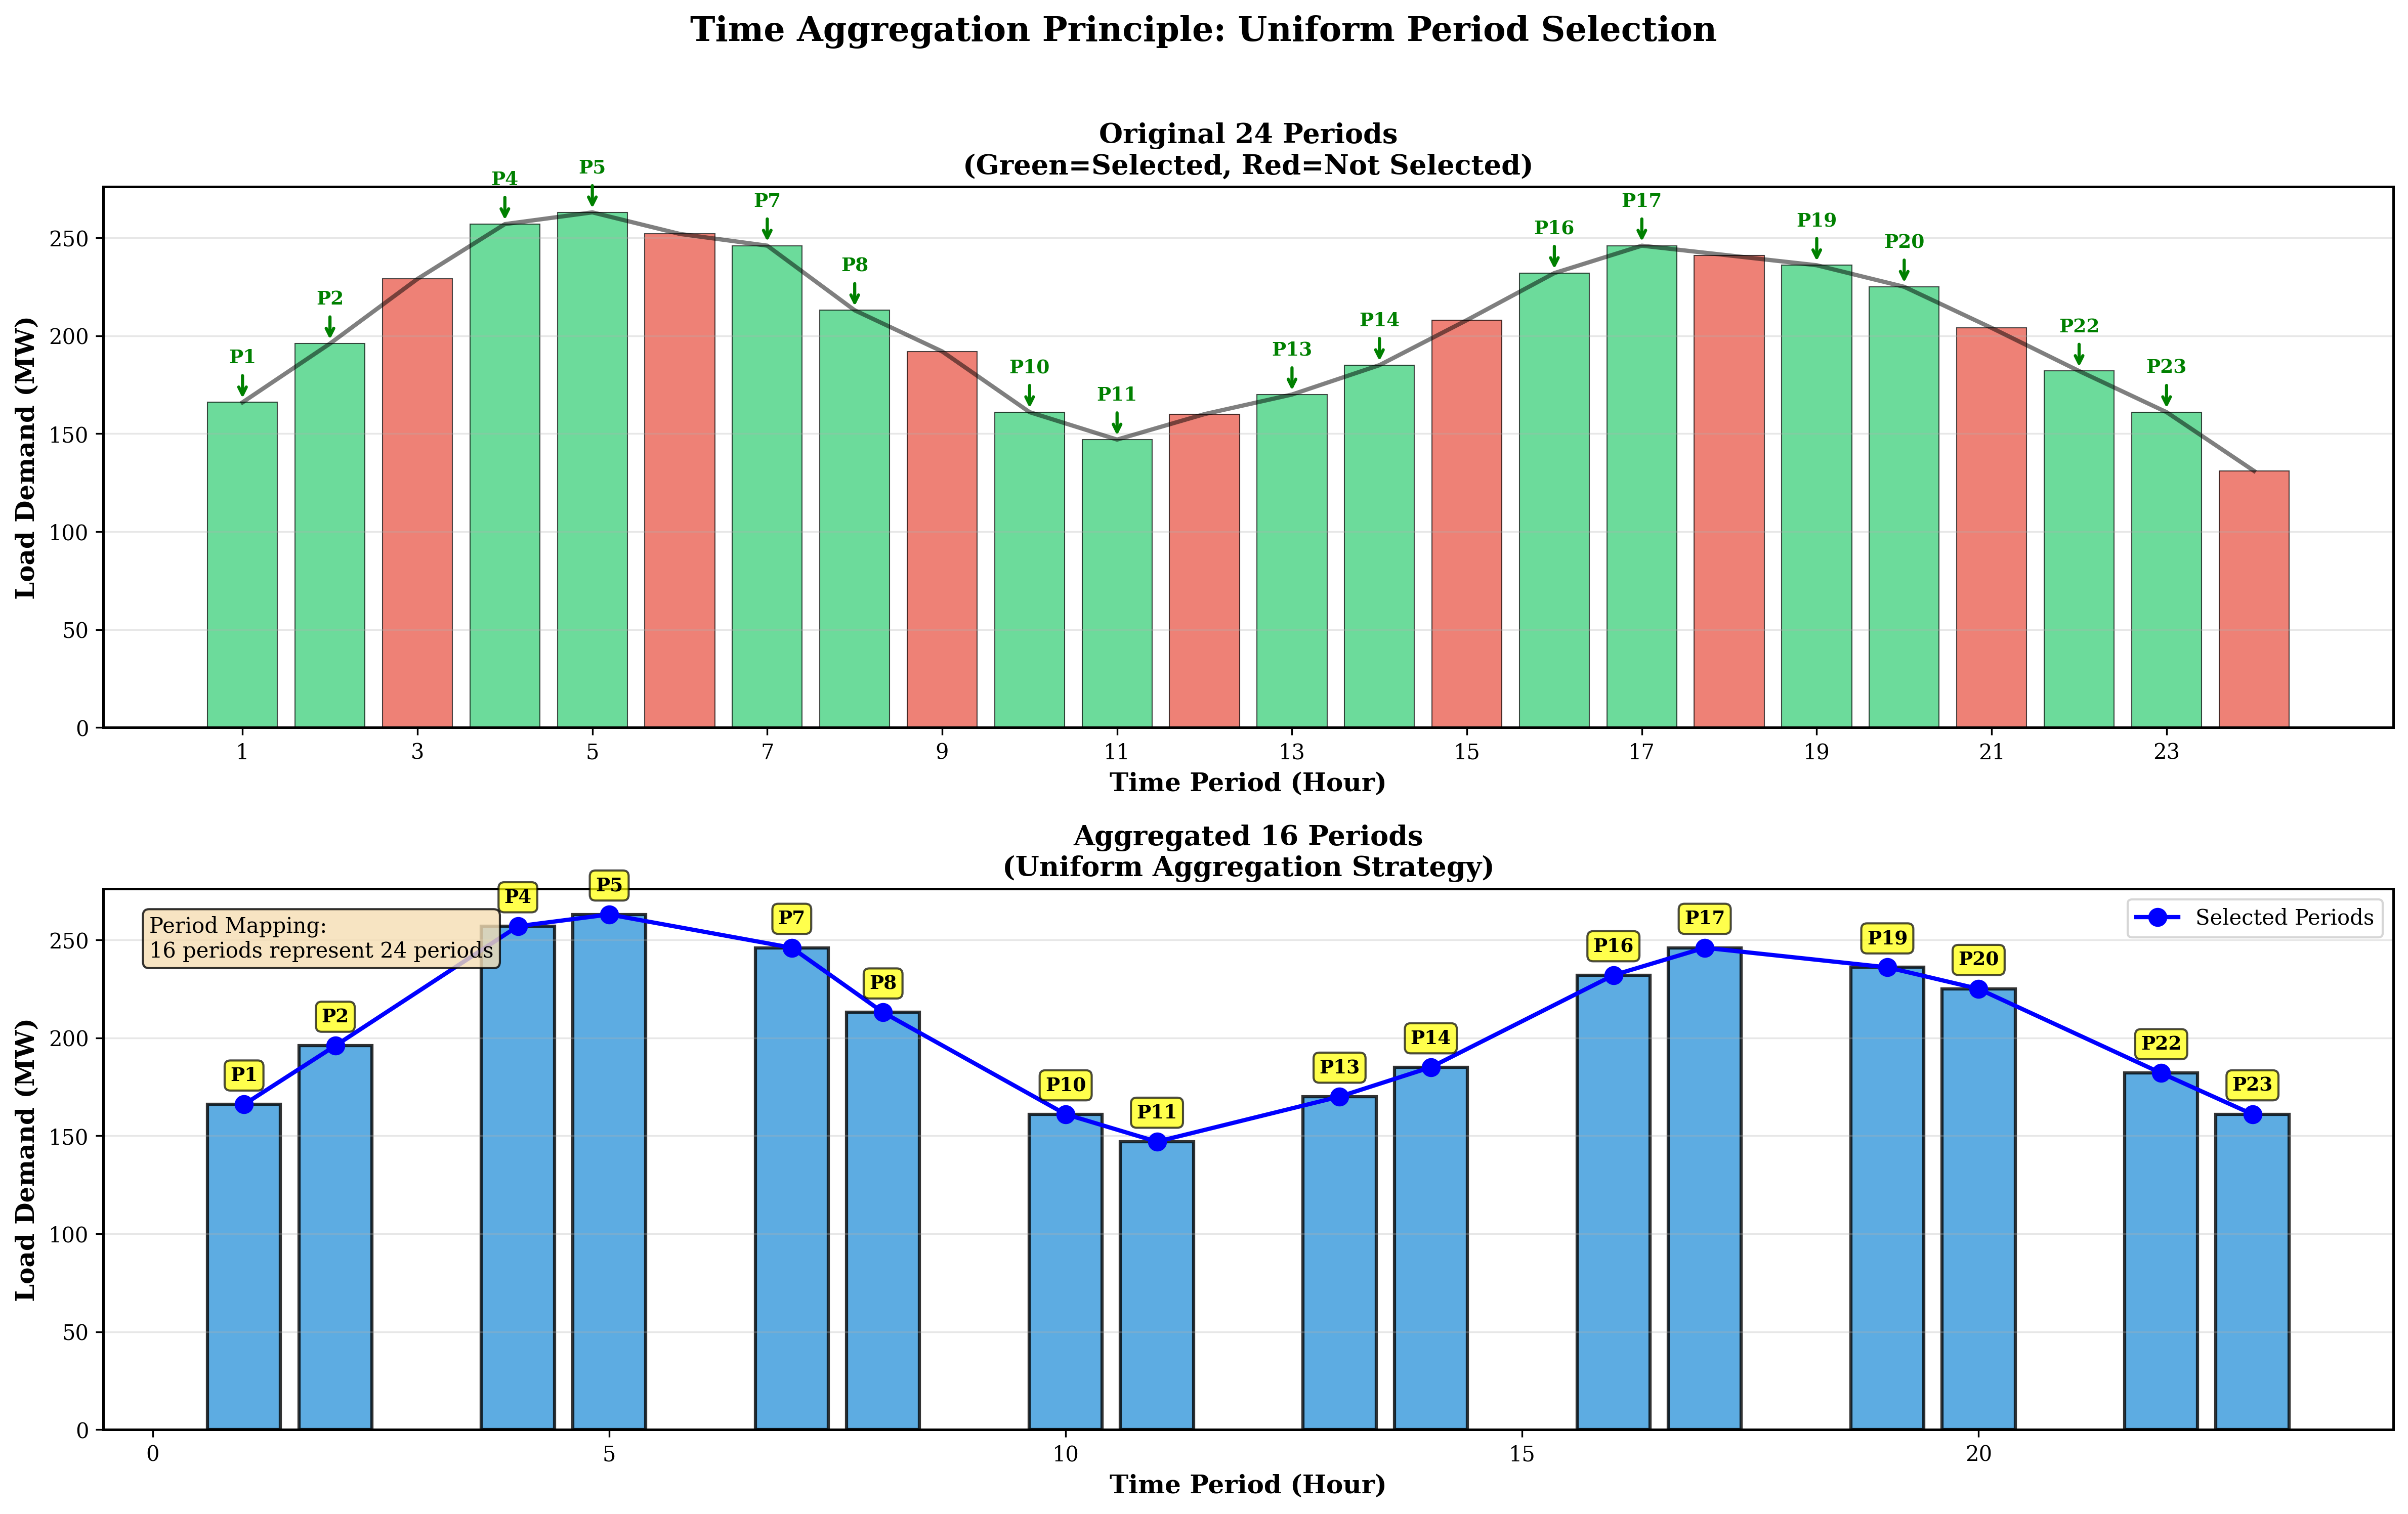 Time Aggregation Principle: Uniform Period Selection
Original 24 Periods
(Green=Selected, Red=Not Selected)
Load Demand (MW)
250
200
150
100
50
0
P1
P2
P4
P5
P7
P8
P10
P11
P13
P14
P16
P17
P19
P20
P22
P23
1
3
5
7
9
11
13
15
17
19
21
23
Time Period (Hour)
Aggregated 16 Periods
(Uniform Aggregation Strategy)
Load Demand (MW)
250
200
150
100
50
0
Period Mapping:
16 periods represent 24 periods
Selected Periods
P1
P2
P4
P5
P7
P8
P10
P11
P13
P14
P16
P17
P19
P20
P22
P23
0
5
10
15
20
Time Period (Hour)